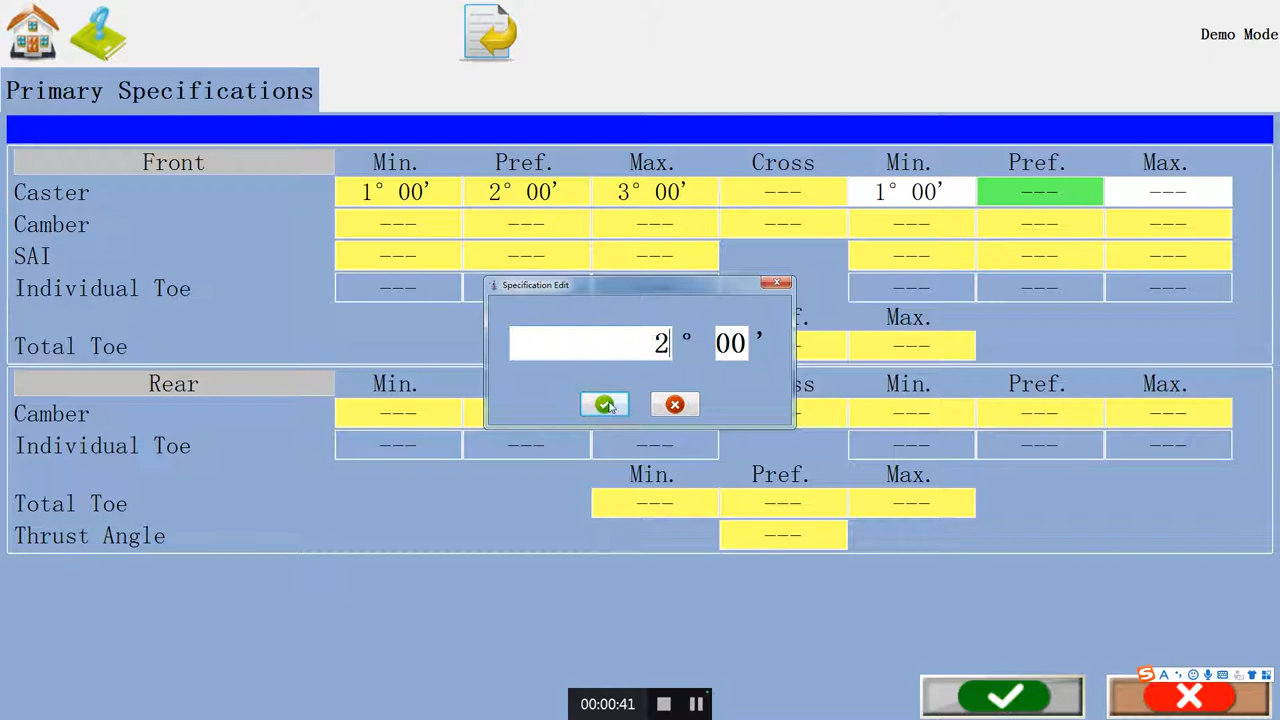 Demo Mode
Primary Specifications
Front Min. Pref. Max. Cross Min. Pref. Max.
Caster 1° 00' 2° 00' 3° 00' --- 1° 00' --- ---
Camber --- --- --- --- --- --- ---
SAI --- --- --- --- --- ---
Individual Toe --- --- --- ---
Specification Edit
2 ° 00 '
f. Max.
Total Toe ---
Rear Min. ss Min. Pref. Max.
Camber --- --- --- ---
Individual Toe --- --- --- --- --- ---
Min. Pref. Max.
Total Toe --- --- ---
Thrust Angle ---
00:00:41